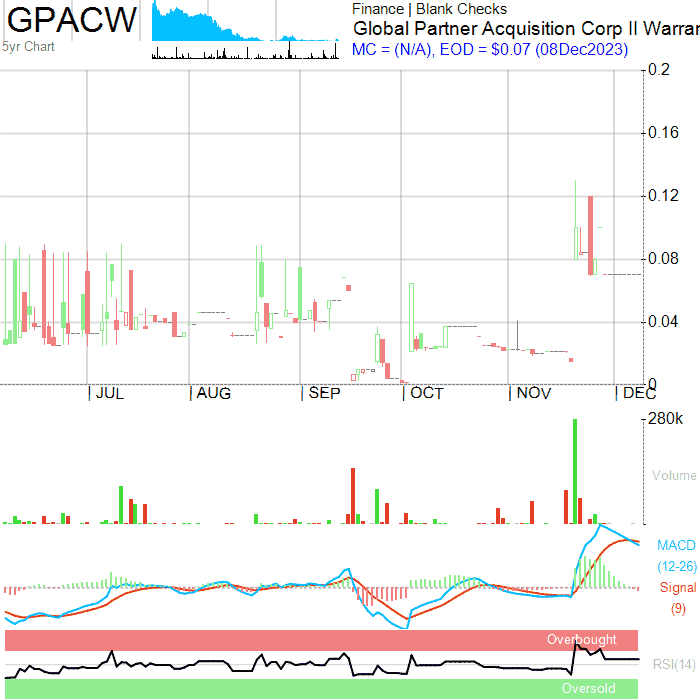 GPACW
5yr Chart
Finance | Blank Checks
Global Partner Acquisition Corp II Warrar
MC = (N/A), EOD = $0.07 (08Dec2023)
0.2
0.16
0.12
0.08
0.04
0
JUL
AUG
SEP
OCT
NOV
DEC
280k
Volume
MACD
(12-26)
Signal
(9)
Overbought
RSI(14)
Oversold